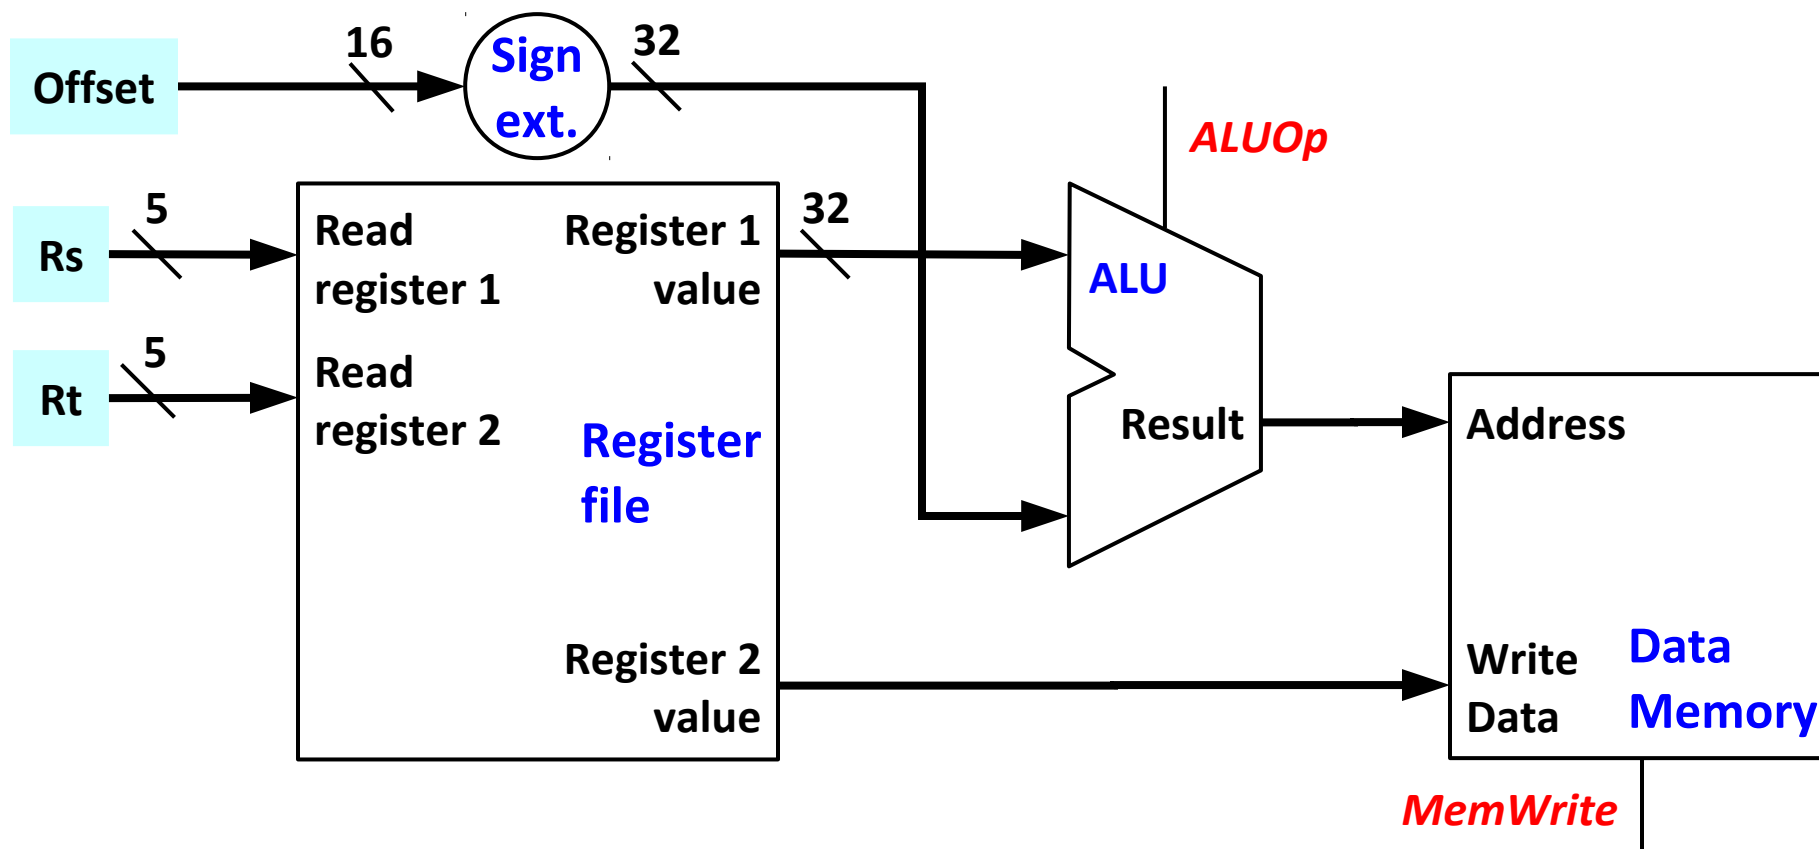 Offset
16
Sign
ext.
32
ALUOp
Rs
5
Read
register 1
Register 1
value
32
ALU
Rt
5
Read
register 2
Register
file
Result
Address
Register 2
value
Write
Data
Data
Memory
MemWrite